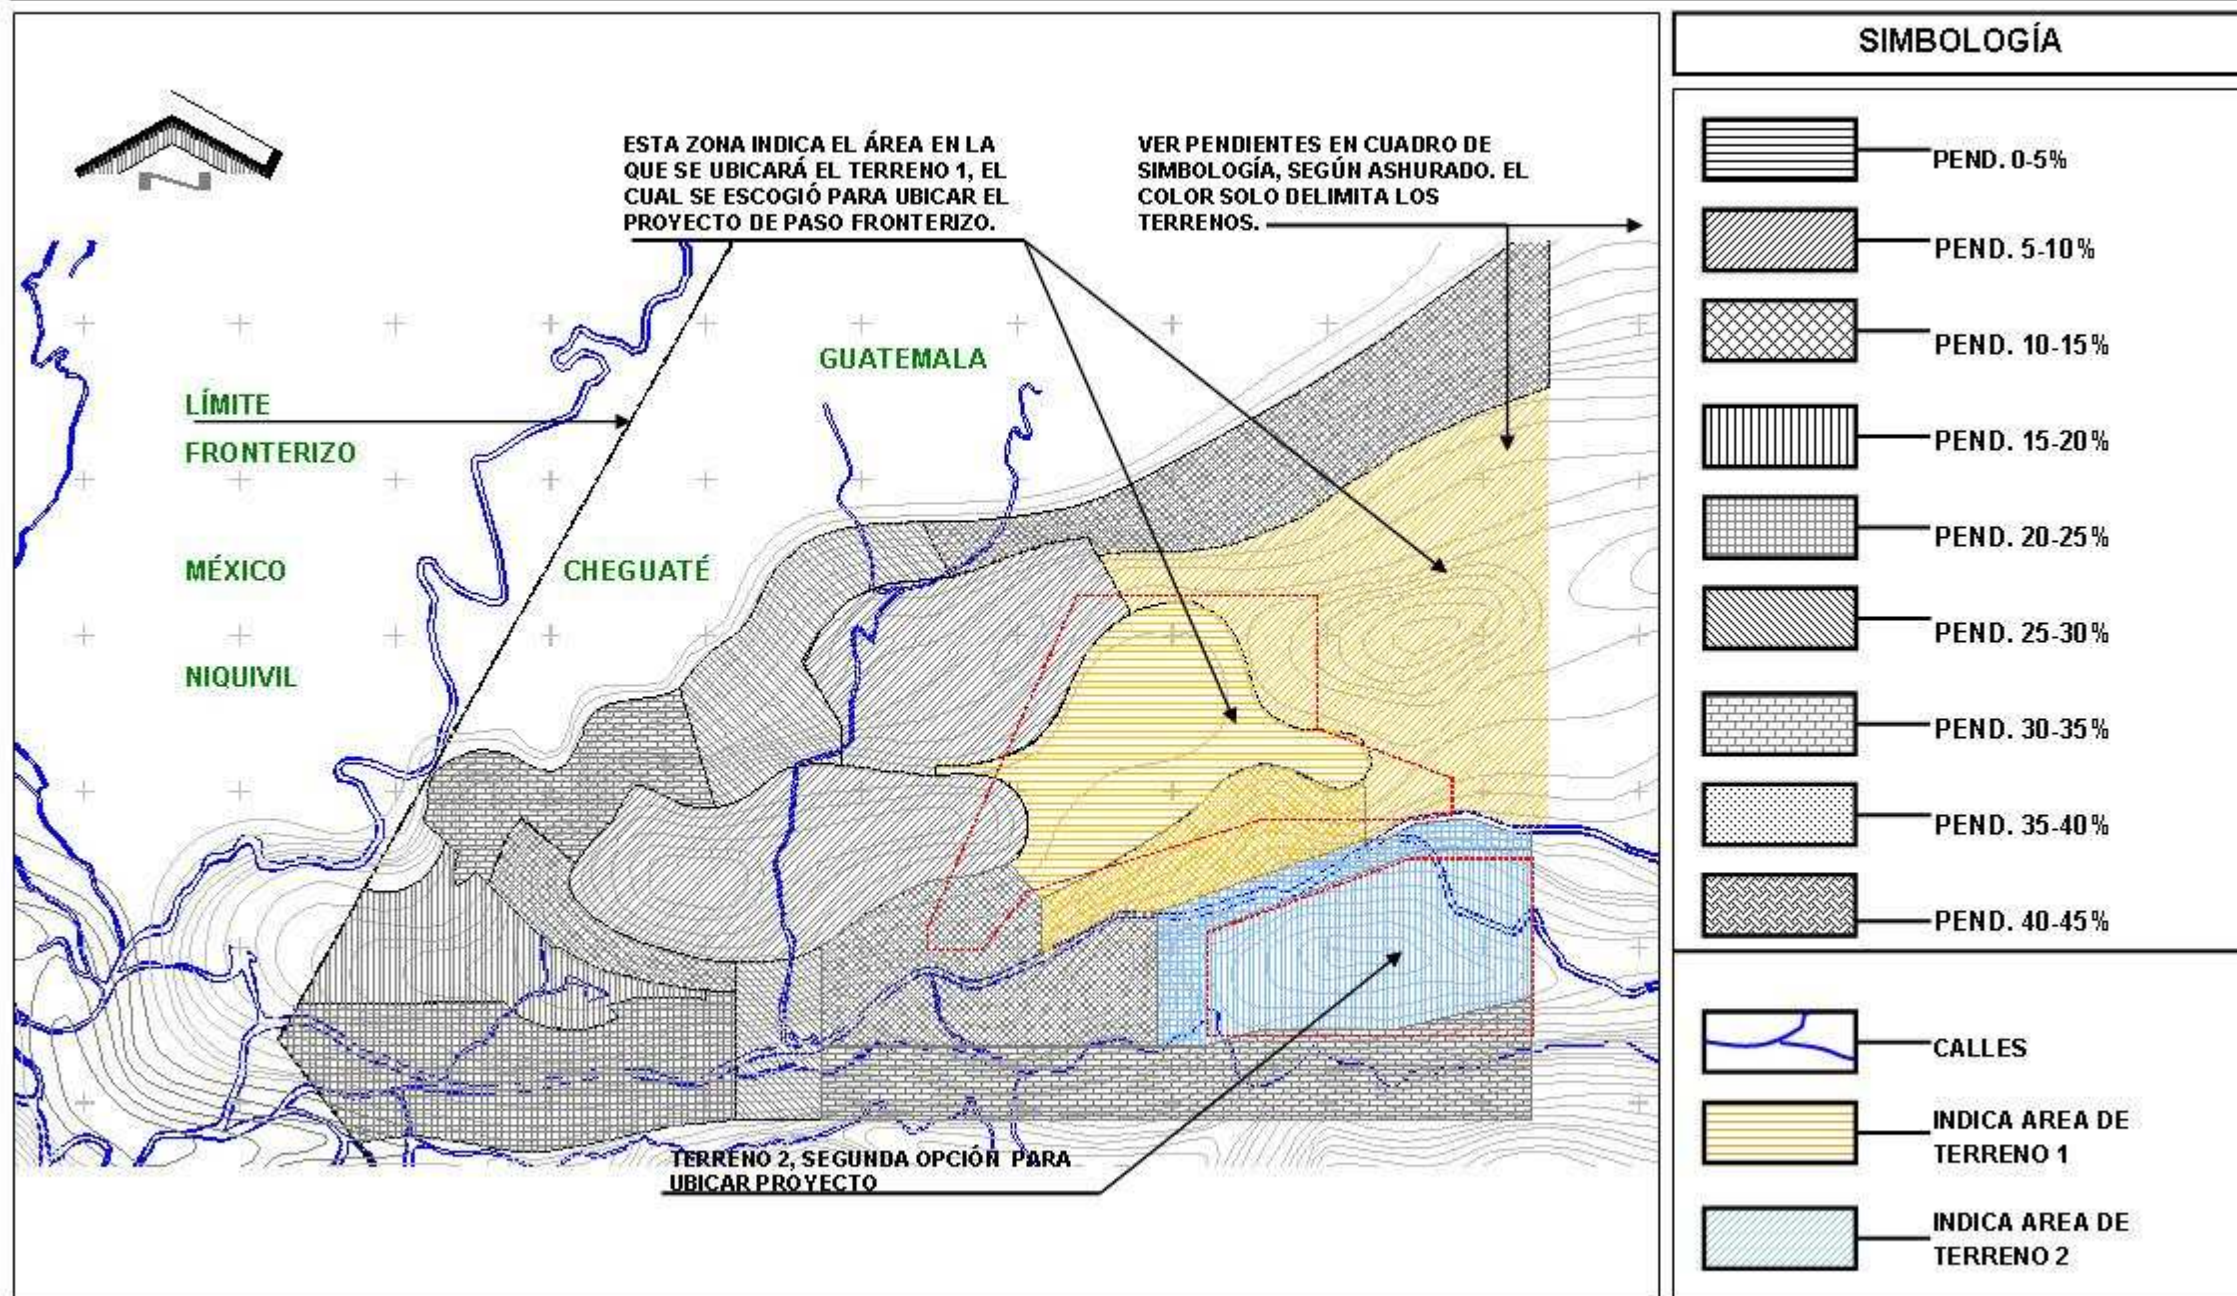 SIMBOLOGÍA
ESTA ZONA INDICA EL ÁREA EN LA
QUE SE UBICARÁ EL TERRENO 1, EL
CUAL SE ESCOGIÓ PARA UBICAR EL
PROYECTO DE PASO FRONTERIZO.
VER PENDIENTES EN CUADRO DE
SIMBOLOGÍA, SEGÚN ASHURADO. EL
COLOR SOLO DELIMITA LOS
TERRENOS.
GUATEMALA
LÍMITE
FRONTERIZO
MÉXICO
CHEGUATÉ
NIQUIVIL
TERRENO 2, SEGUNDA OPCIÓN PARA
UBICAR PROYECTO
PEND. 0-5%
PEND. 5-10%
PEND. 10-15%
PEND. 15-20%
PEND. 20-25%
PEND. 25-30%
PEND. 30-35%
PEND. 35-40%
PEND. 40-45%
CALLES
INDICA AREA DE
TERRENO 1
INDICA AREA DE
TERRENO 2